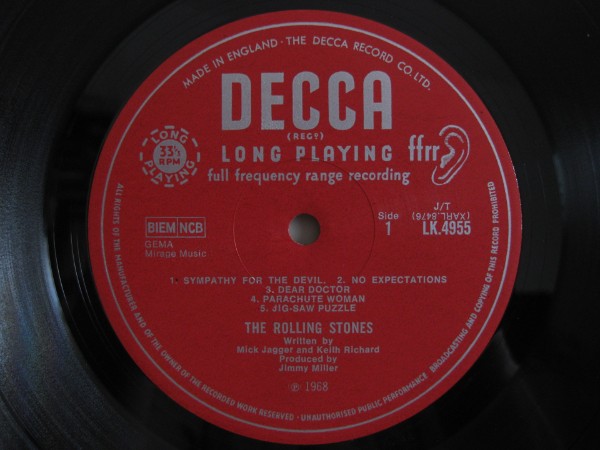 MADE IN ENGLAND · THE DECCA RECORD CO. LTD.
DECCA
(REGD)
LONG PLAYING
33⅓
RPM
LONG PLAYING ffrr
full frequency range recording
J/T
(XARL.8476)
BIEM NCB
Side
1
LK.4955
GEMA
Mirage Music
1. SYMPATHY FOR THE DEVIL. 2. NO EXPECTATIONS
3. DEAR DOCTOR
4. PARACHUTE WOMAN
5. JIG-SAW PUZZLE
THE ROLLING STONES
Written by
Mick Jagger and Keith Richard
Produced by
Jimmy Miller
℗ 1968
ALL RIGHTS OF THE MANUFACTURER AND OF THE OWNER OF THE RECORDED WORK RESERVED · UNAUTHORISED PUBLIC PERFORMANCE BROADCASTING AND COPYING OF THIS RECORD PROHIBITED